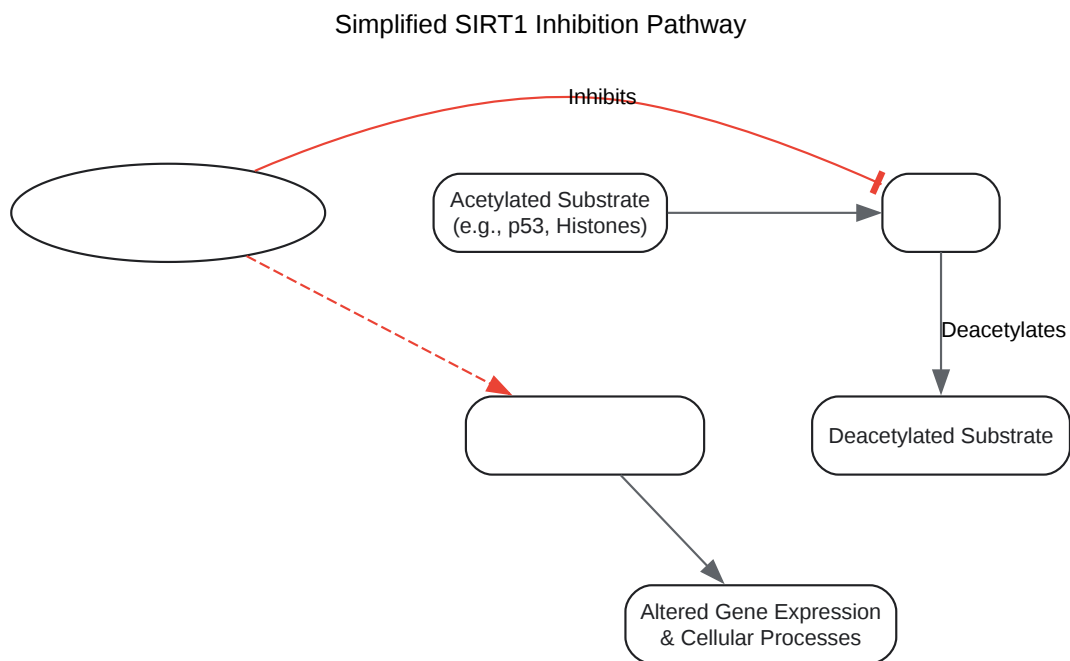 Simplified SIRT1 Inhibition Pathway
Inhibits
Acetylated Substrate
(e.g., p53, Histones)
Deacetylates
Deacetylated Substrate
Altered Gene Expression
& Cellular Processes